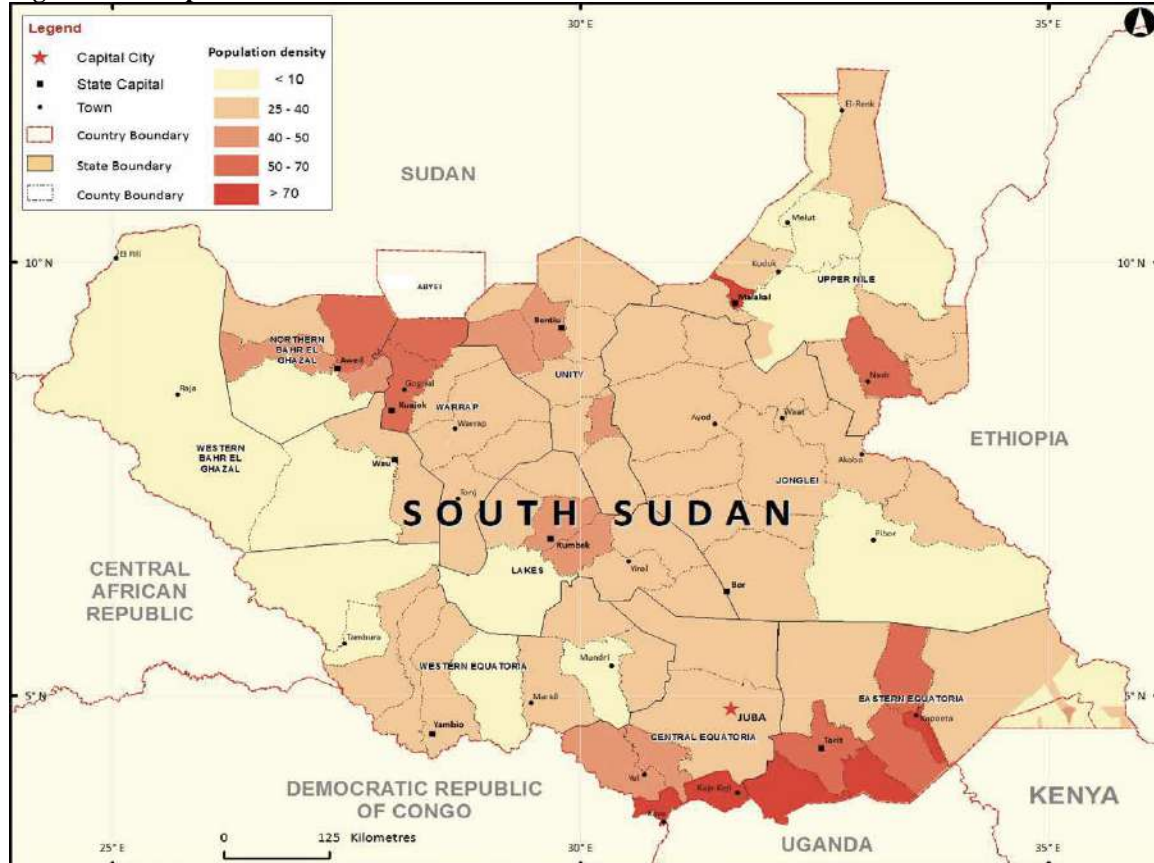 Legend
Capital City
State Capital
Town
Country Boundary
State Boundary
County Boundary
Population density
< 10
25 - 40
40 - 50
50 - 70
> 70
30° E
35° E
SUDAN
El-Renk
Melut
Kodok
UPPER NILE
Malakal
10° N
10° N
ABYEI
Bentiu
NORTHERN
BAHR EL
GHAZAL
Aweil
Gogrial
Kuajok
UNITY
Nasir
Raja
WARRAP
Warrap
Ayod
Waat
ETHIOPIA
WESTERN
BAHR EL
GHAZAL
Wau
Akobo
JONGLEI
Tonj
SOUTH SUDAN
Rumbek
Pibor
LAKES
Yirol
Bor
CENTRAL
AFRICAN
REPUBLIC
Tambura
Mundri
WESTERN EQUATORIA
5° N
5° N
Maridi
EASTERN EQUATORIA
Kapoeta
JUBA
Yambio
CENTRAL EQUATORIA
Torit
Yei
Kajo Keji
DEMOCRATIC REPUBLIC
OF CONGO
KENYA
UGANDA
0 125 Kilometres
25° E
30° E
35° E